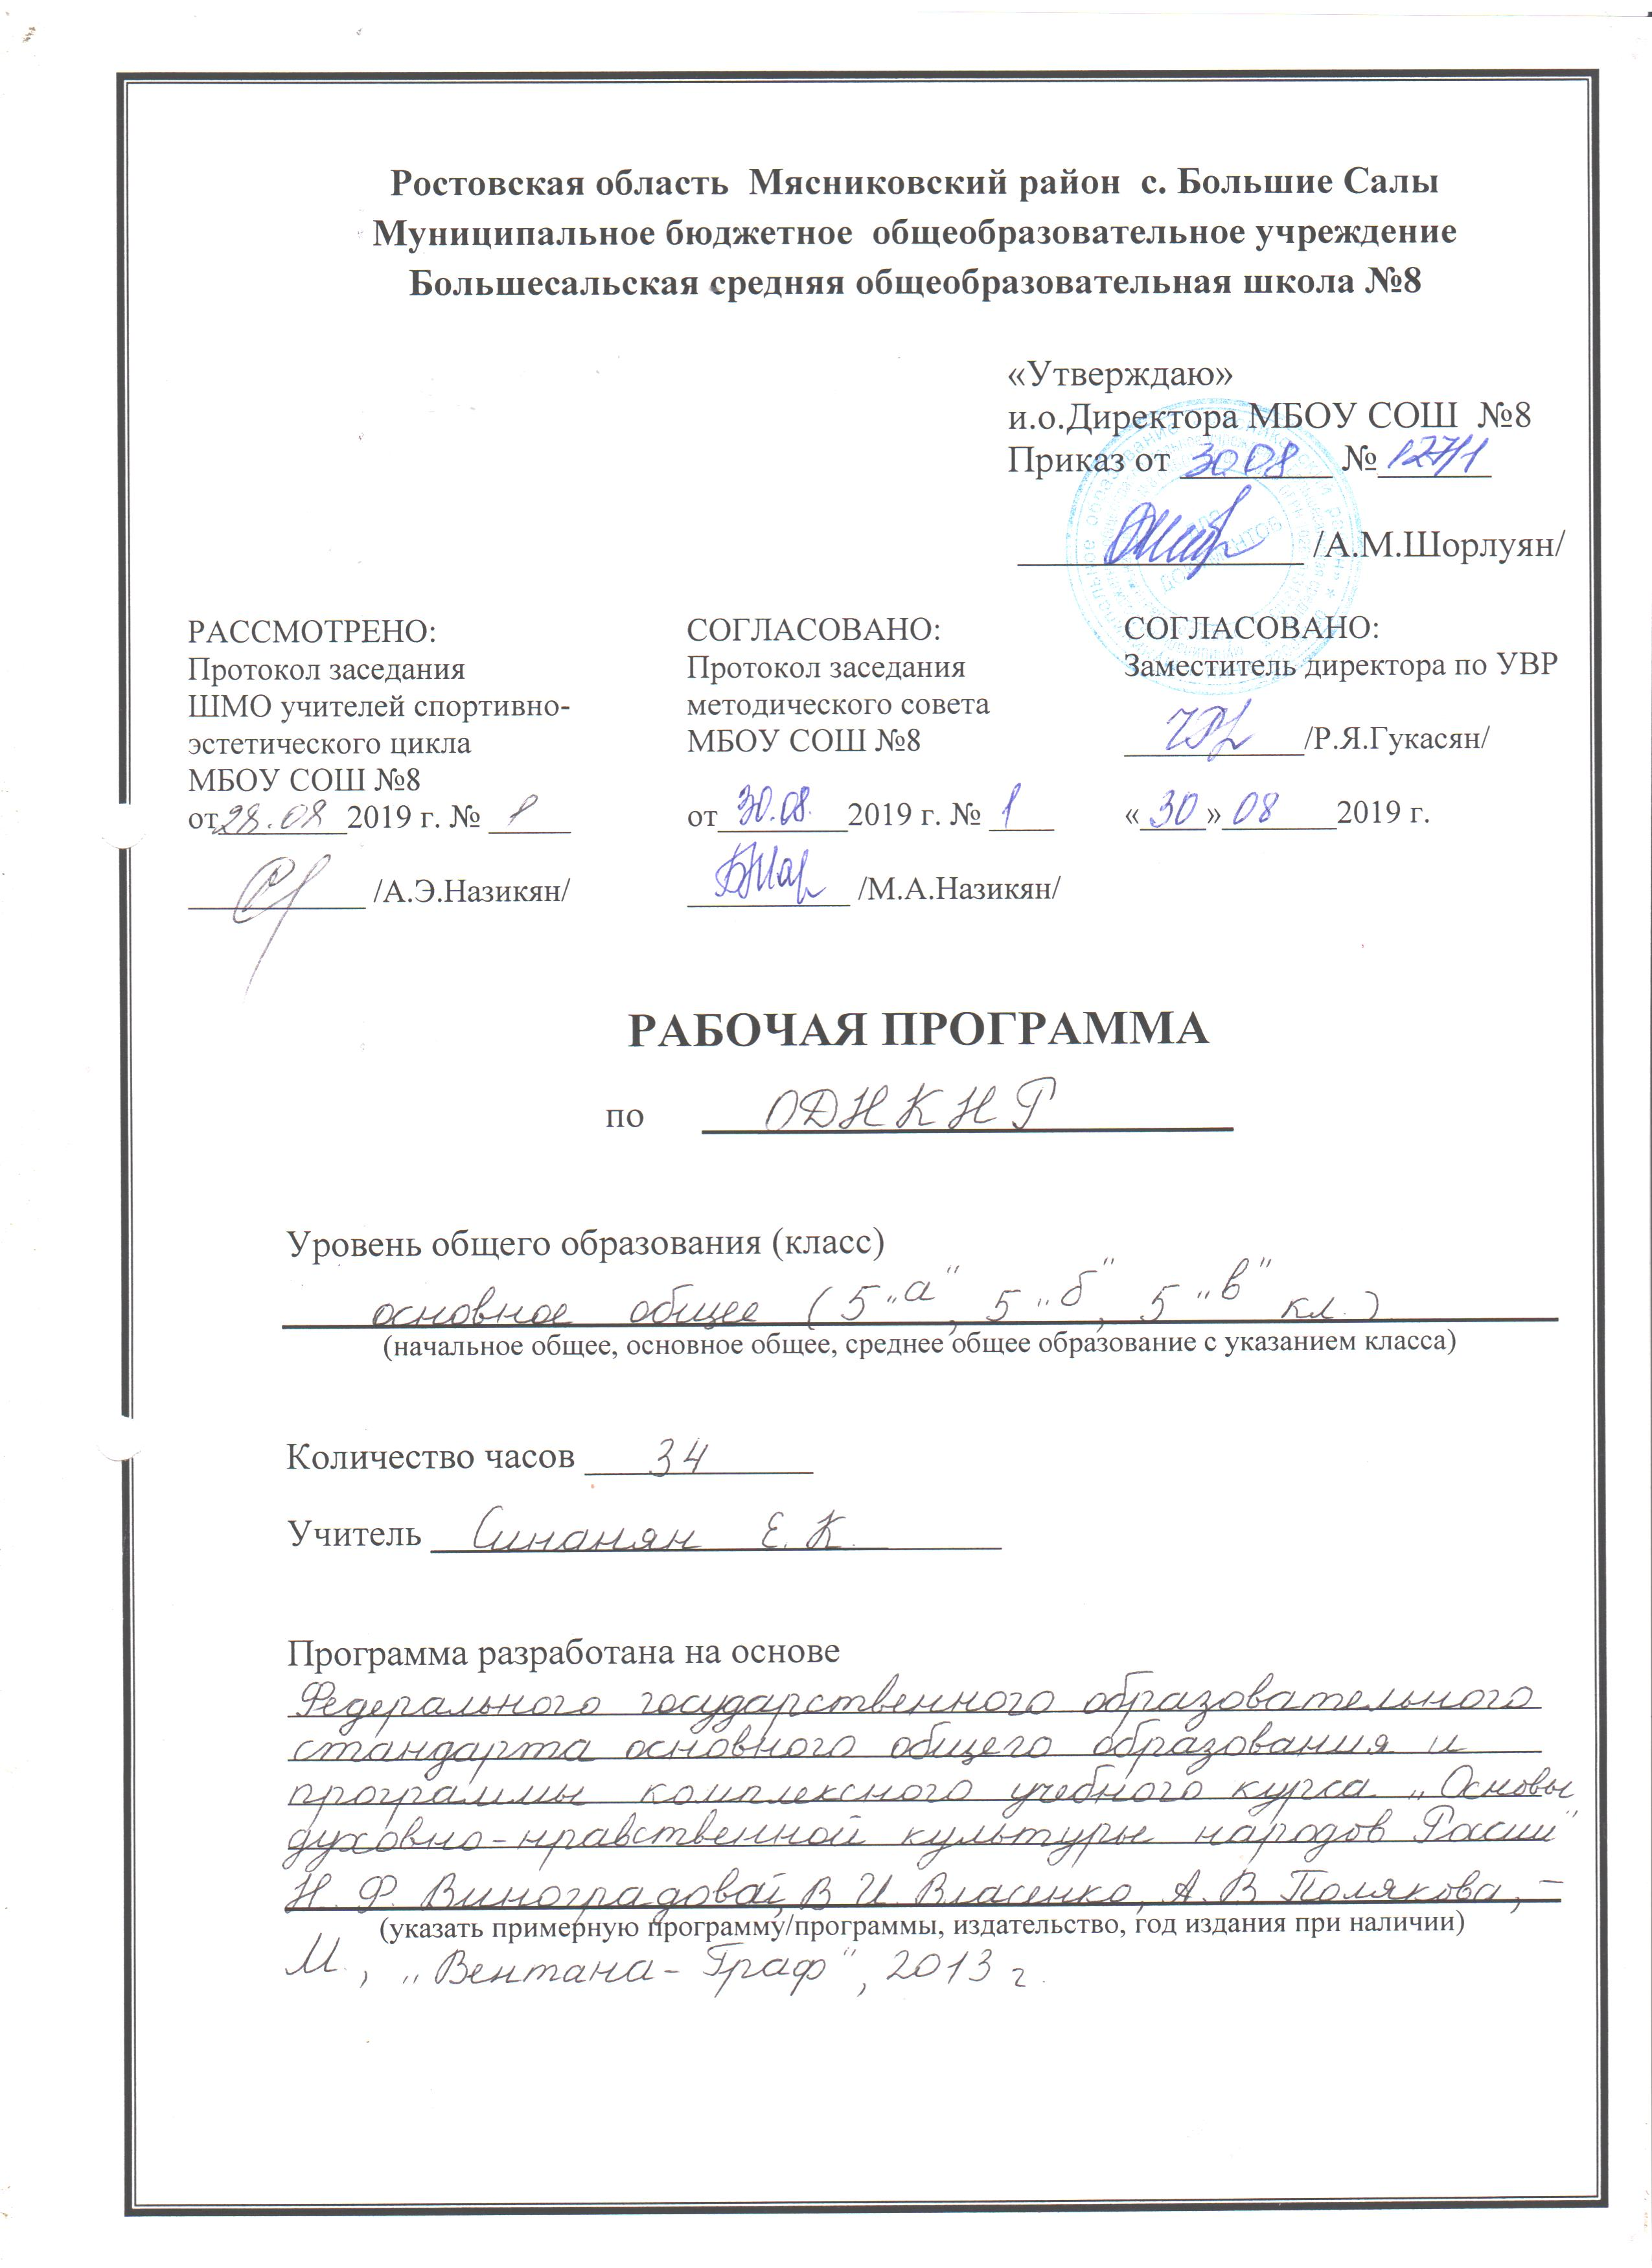 Ростовская область  Мясниковский район  с. Большие Салы
Муниципальное бюджетное  общеобразовательное учреждение
Большесальская средняя общеобразовательная школа №8
«Утверждаю»
и.о.Директора МБОУ СОШ  №8
Приказ от 30 08 № 127/1
/А.М.Шорлуян/
РАССМОТРЕНО:
Протокол заседания
ШМО учителей спортивно-
эстетического цикла
МБОУ СОШ №8
от 28.08 2019 г. № 1
/А.Э.Назикян/
СОГЛАСОВАНО:
Протокол заседания
методического совета
МБОУ СОШ №8
от 30.08. 2019 г. № 1
/М.А.Назикян/
СОГЛАСОВАНО:
Заместитель директора по УВР
/Р.Я.Гукасян/
«30» 08 2019 г.
РАБОЧАЯ ПРОГРАММА
по ОДНКНР
Уровень общего образования (класс)
основное общее (5 „а", 5 „б", 5 „в" кл.)
(начальное общее, основное общее, среднее общее образование с указанием класса)
Количество часов 34
Учитель Синанян Е.К.
Программа разработана на основе
Федерального государственного образовательного
стандарта основного общего образования и
программы комплексного учебного курса „Основы
духовно-нравственной культуры народов России"
Н.Ф. Виноградовой, В.И. Власенко, А.В. Полякова, –
(указать примерную программу/программы, издательство, год издания при наличии)
М., „Вентана-Граф", 2013 г.